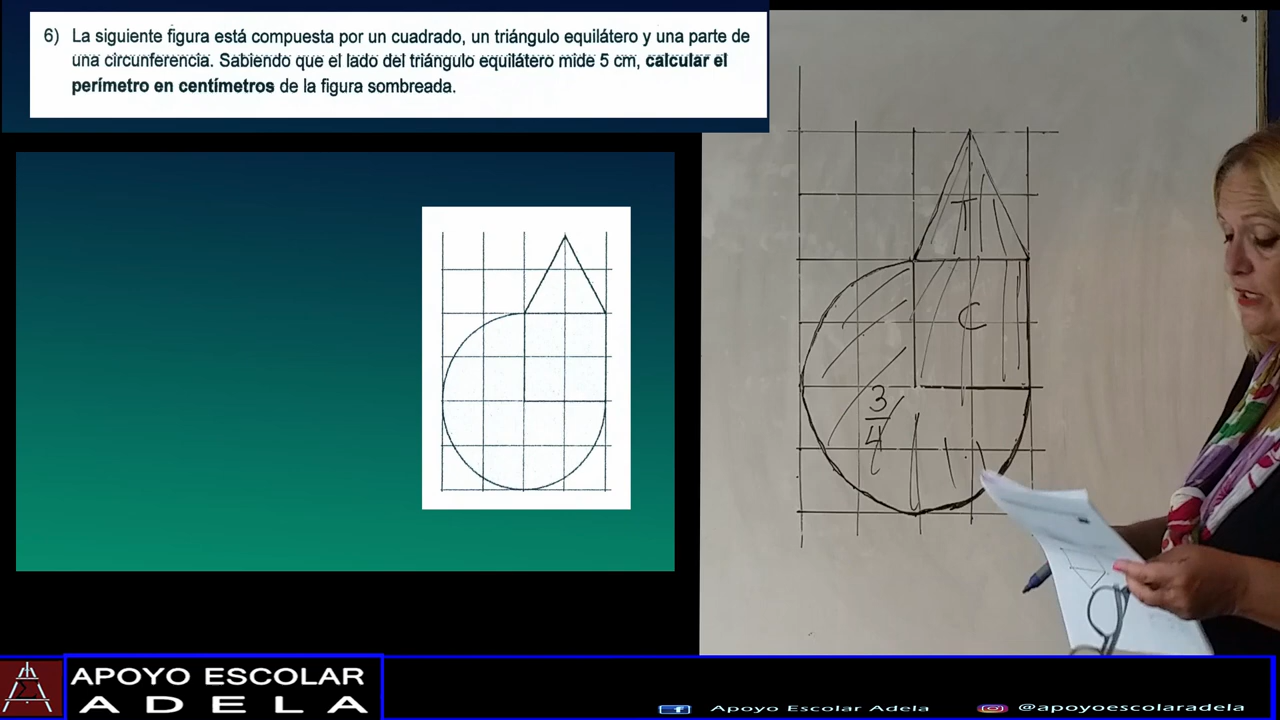 6) La siguiente figura está compuesta por un cuadrado, un triángulo equilátero y una parte de
una circunferencia. Sabiendo que el lado del triángulo equilátero mide 5 cm, calcular el
perímetro en centímetros de la figura sombreada.
T
C
3
4
APOYO ESCOLAR
ADELA
Apoyo Escolar Adela
@apoyoescolaradela